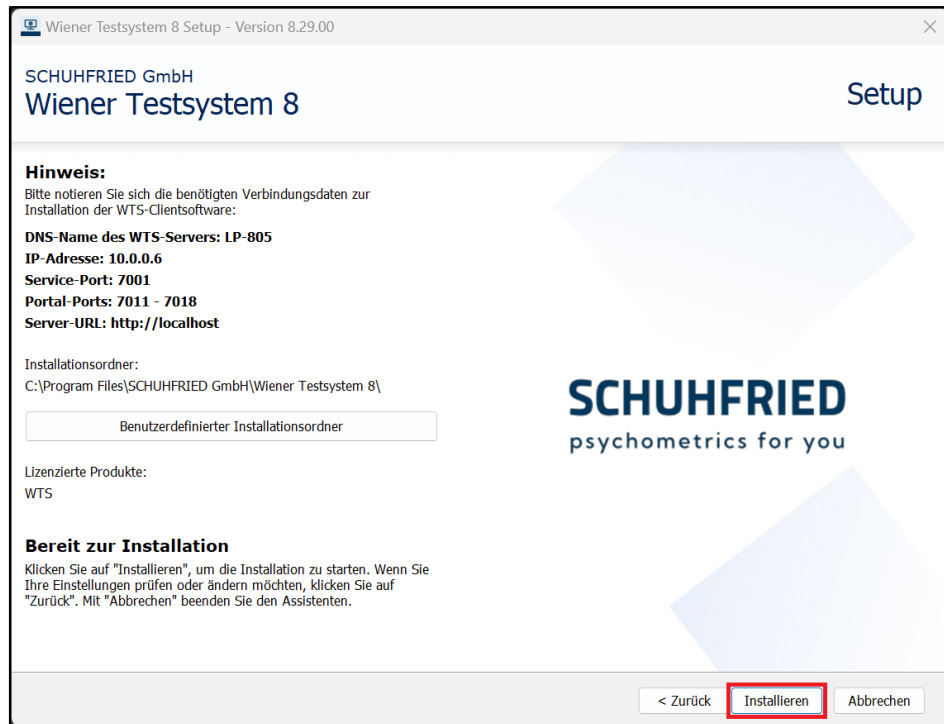 Wiener Testsystem 8 Setup - Version 8.29.00
SCHUHFRIED GmbH
Wiener Testsystem 8
Setup
Hinweis:
Bitte notieren Sie sich die benötigten Verbindungsdaten zur
Installation der WTS-Clientsoftware:
DNS-Name des WTS-Servers: LP-805
IP-Adresse: 10.0.0.6
Service-Port: 7001
Portal-Ports: 7011 - 7018
Server-URL: http://localhost
Installationsordner:
C:\Program Files\SCHUHFRIED GmbH\Wiener Testsystem 8\
Benutzerdefinierter Installationsordner
Lizenzierte Produkte:
WTS
SCHUHFRIED
psychometrics for you
Bereit zur Installation
Klicken Sie auf "Installieren", um die Installation zu starten. Wenn Sie
Ihre Einstellungen prüfen oder ändern möchten, klicken Sie auf
"Zurück". Mit "Abbrechen" beenden Sie den Assistenten.
< Zurück
Installieren
Abbrechen